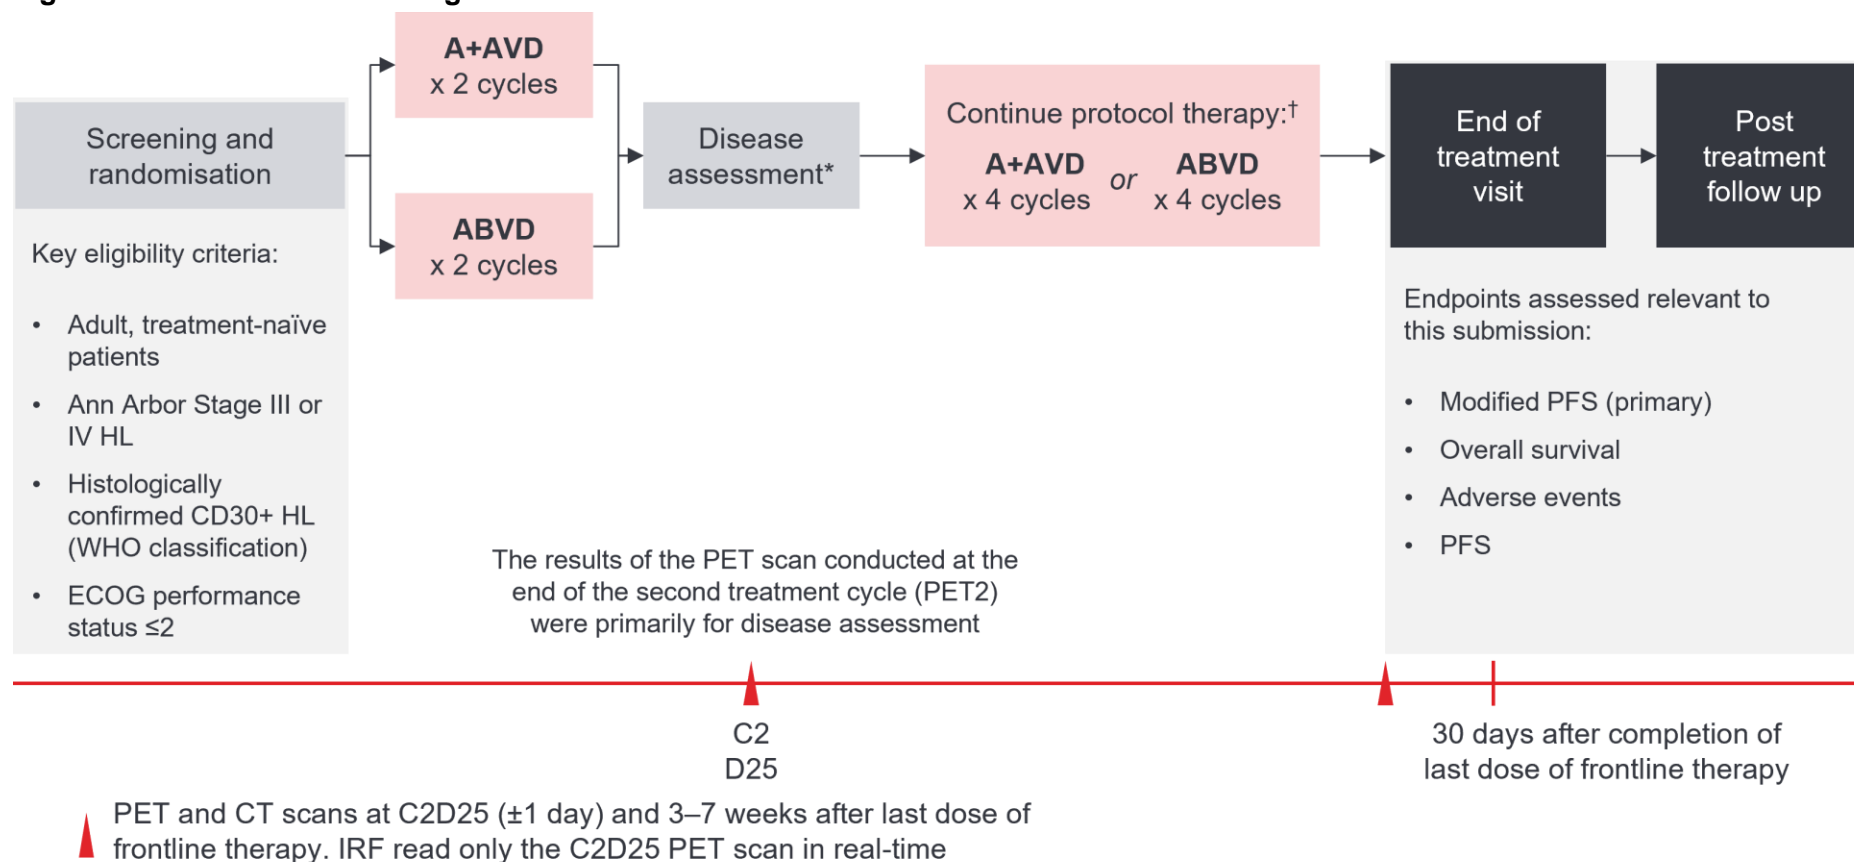 A+AVD
x 2 cycles
Screening and
randomisation
ABVD
x 2 cycles
Disease
assessment*
Continue protocol therapy:†
A+AVD
x 4 cycles
or
ABVD
x 4 cycles
End of
treatment
visit
Post
treatment
follow up
Key eligibility criteria:
• Adult, treatment-naïve
patients
• Ann Arbor Stage III or
IV HL
• Histologically
confirmed CD30+ HL
(WHO classification)
• ECOG performance
status ≤2
The results of the PET scan conducted at the
end of the second treatment cycle (PET2)
were primarily for disease assessment
Endpoints assessed relevant to
this submission:
• Modified PFS (primary)
• Overall survival
• Adverse events
• PFS
C2
D25
30 days after completion of
last dose of frontline therapy
PET and CT scans at C2D25 (±1 day) and 3–7 weeks after last dose of
frontline therapy. IRF read only the C2D25 PET scan in real-time